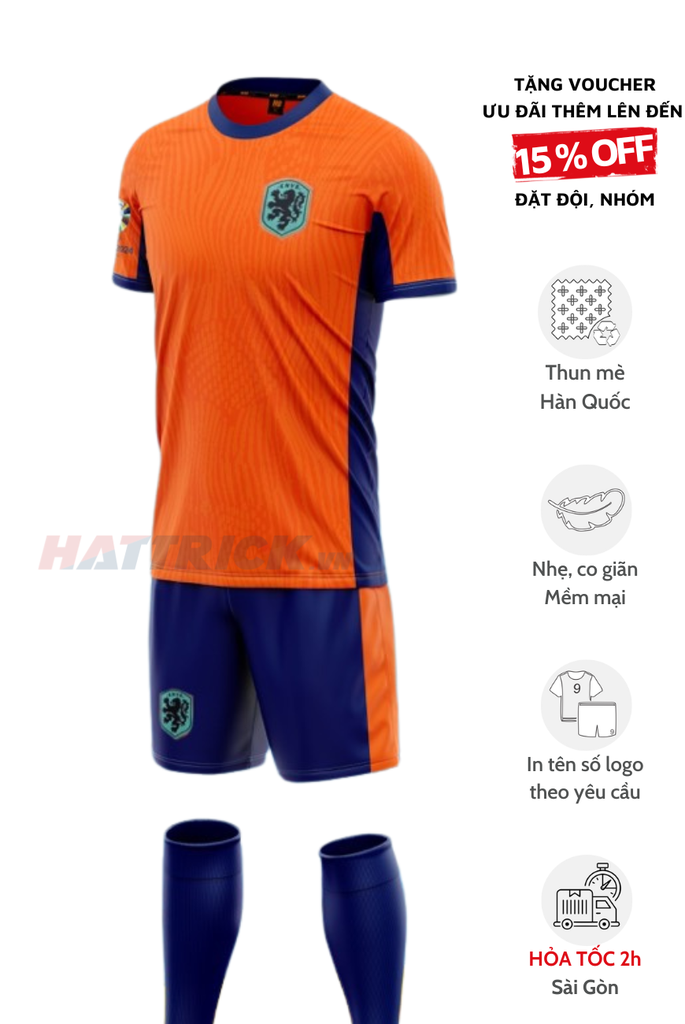 TẶNG VOUCHER
ƯU ĐÃI THÊM LÊN ĐẾN
15% OFF
ĐẶT ĐỘI, NHÓM
Thun mè
Hàn Quốc
HATTRICK
Nhẹ, co giãn
Mềm mại
9
In tên số logo
theo yêu cầu
HỎA TỐC 2h
Sài Gòn